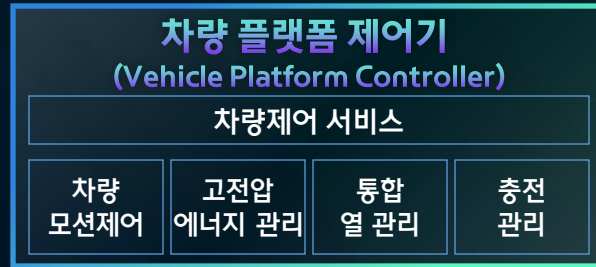 차량 플랫폼 제어기
(Vehicle Platform Controller)
차량제어 서비스
차량
모션제어
고전압
에너지 관리
통합
열 관리
충전
관리